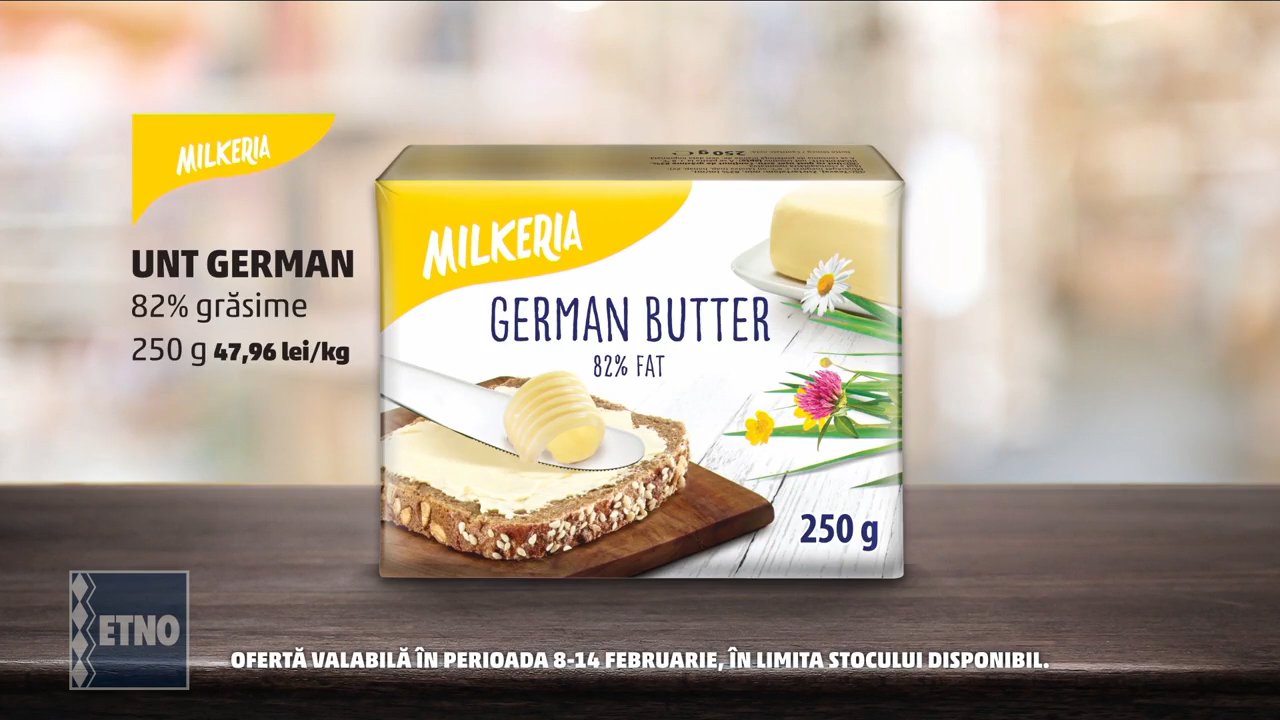 MILKERIA
UNT GERMAN
82% grăsime
250 g 47,96 lei/kg
250 g
MILKERIA
GERMAN BUTTER
82% FAT
250 g
ETNO
OFERTĂ VALABILĂ ÎN PERIOADA 8-14 FEBRUARIE, ÎN LIMITA STOCULUI DISPONIBIL.